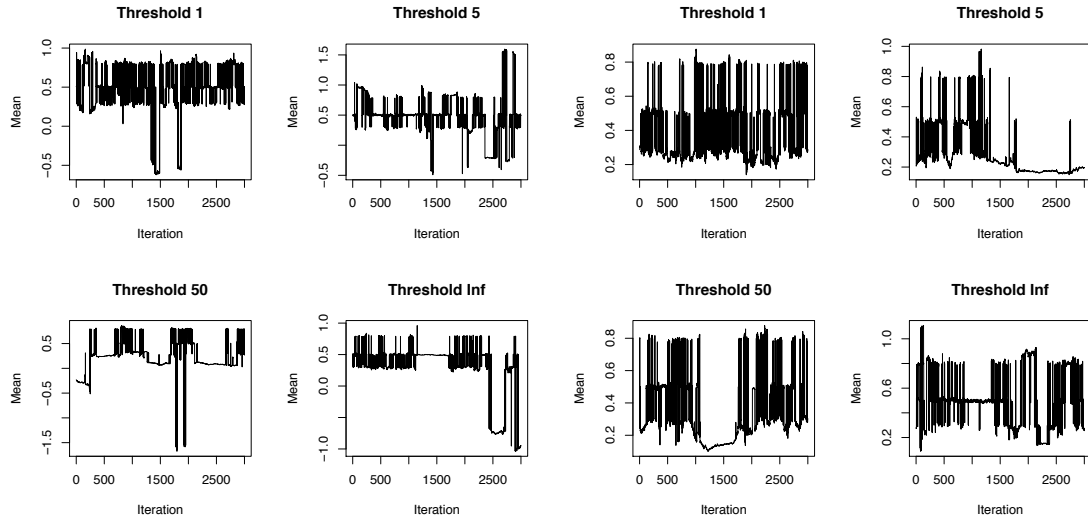 Threshold 1
Mean
-0.5 0.0 0.5 1.0
0 500 1500 2500
Iteration
Threshold 5
Mean
-0.5 0.5 1.0 1.5
0 500 1500 2500
Iteration
Threshold 1
Mean
0.2 0.4 0.6 0.8
0 500 1500 2500
Iteration
Threshold 5
Mean
0.2 0.4 0.6 0.8 1.0
0 500 1500 2500
Iteration
Threshold 50
Mean
-1.5 -0.5 0.5
0 500 1500 2500
Iteration
Threshold Inf
Mean
-1.0 0.0 0.5 1.0
0 500 1500 2500
Iteration
Threshold 50
Mean
0.2 0.4 0.6 0.8
0 500 1500 2500
Iteration
Threshold Inf
Mean
0.2 0.6 1.0
0 500 1500 2500
Iteration